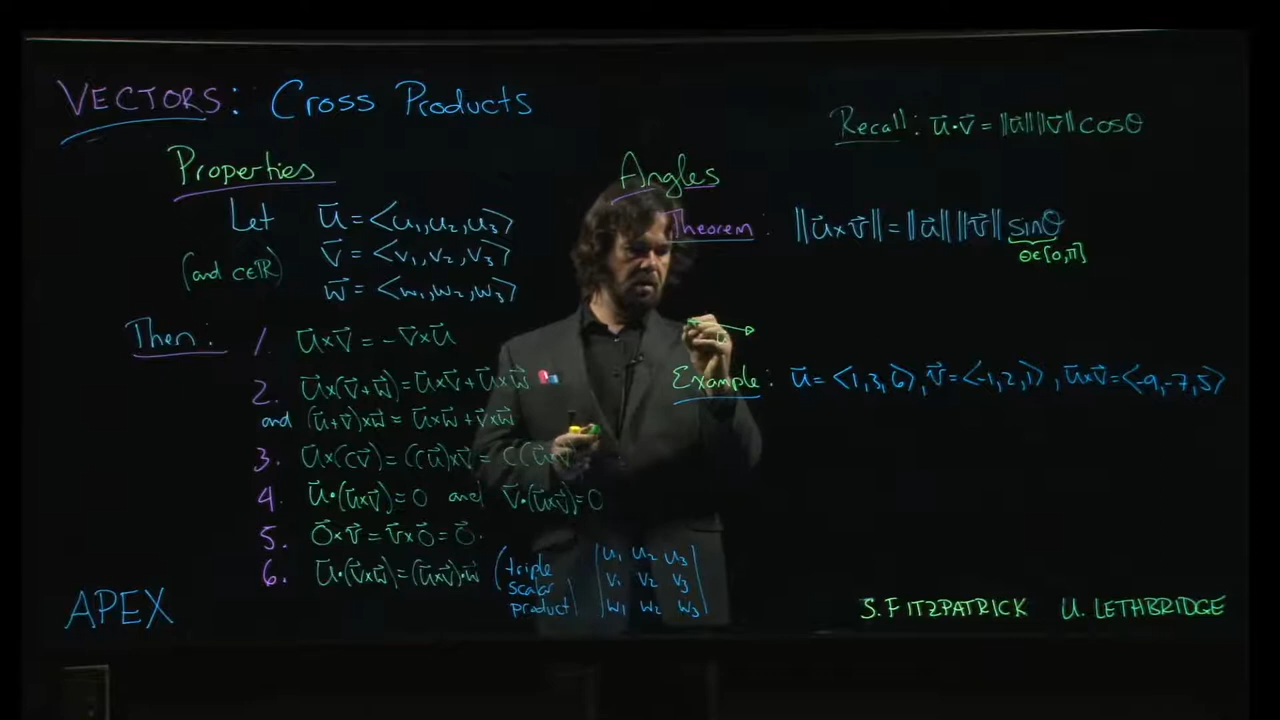 VECTORS: Cross Products
Recall: u⃗·v⃗ = ‖u⃗‖‖v⃗‖ cosθ
Properties
Let u⃗ = <u₁,u₂,u₃>
(and c∈ℝ) v⃗ = <v₁,v₂,v₃>
w⃗ = <w₁,w₂,w₃>
Then: 1. u⃗×v⃗ = -v⃗×u⃗
2. u⃗×(v⃗+w⃗) = u⃗×v⃗ + u⃗×w⃗
and (u⃗+v⃗)×w⃗ = u⃗×w⃗ + v⃗×w⃗
3. u⃗×(cv⃗) = (cu⃗)×v⃗ = c(u⃗×v⃗)
4. u⃗·(u⃗×v⃗) = 0 and v⃗·(u⃗×v⃗) = 0
5. 0⃗×v⃗ = v⃗×0⃗ = 0⃗.
6. u⃗·(v⃗×w⃗) = (u⃗×v⃗)·w⃗
(triple
scalar
product)
|u₁ u₂ u₃|
|v₁ v₂ v₃|
|w₁ w₂ w₃|
Angles
Theorem: ‖u⃗×v⃗‖ = ‖u⃗‖‖v⃗‖ sinθ
θ∈[0,π]
Example: u⃗ = <1,3,6>, v⃗ = <-1,2,1>, u⃗×v⃗ = <-9,-7,5>
APEX
S. FITZPATRICK U. LETHBRIDGE